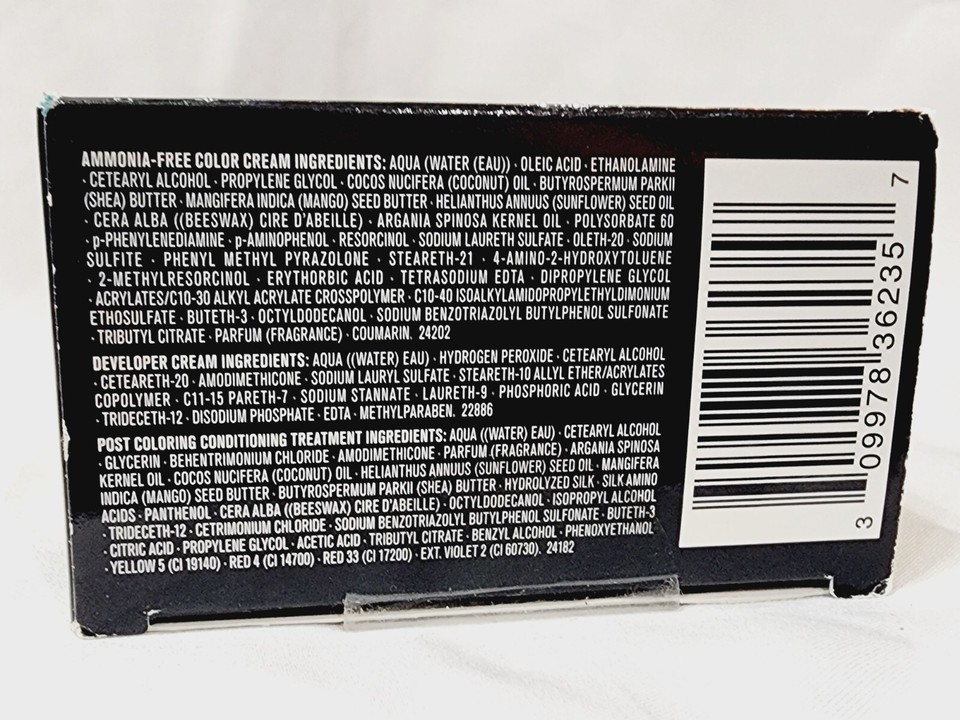 AMMONIA-FREE COLOR CREAM INGREDIENTS: AQUA (WATER (EAU)) · OLEIC ACID · ETHANOLAMINE
· CETEARYL ALCOHOL · PROPYLENE GLYCOL · COCOS NUCIFERA (COCONUT) OIL · BUTYROSPERMUM PARKII
(SHEA) BUTTER · MANGIFERA INDICA (MANGO) SEED BUTTER · HELIANTHUS ANNUUS (SUNFLOWER) SEED OIL
· CERA ALBA ((BEESWAX) CIRE D'ABEILLE) · ARGANIA SPINOSA KERNEL OIL · POLYSORBATE 60
· p-PHENYLENEDIAMINE · p-AMINOPHENOL · RESORCINOL · SODIUM LAURETH SULFATE · OLETH-20 · SODIUM
SULFITE · PHENYL METHYL PYRAZOLONE · STEARETH-21 · 4-AMINO-2-HYDROXYTOLUENE
· 2-METHYLRESORCINOL · ERYTHORBIC ACID · TETRASODIUM EDTA · DIPROPYLENE GLYCOL
· ACRYLATES/C10-30 ALKYL ACRYLATE CROSSPOLYMER · C10-40 ISOALKYLAMIDOPROPYLETHYLDIMONIUM
ETHOSULFATE · BUTETH-3 · OCTYLDODECANOL · SODIUM BENZOTRIAZOLYL BUTYLPHENOL SULFONATE
· TRIBUTYL CITRATE · PARFUM (FRAGRANCE) · COUMARIN. 24202
DEVELOPER CREAM INGREDIENTS: AQUA ((WATER) EAU) · HYDROGEN PEROXIDE · CETEARYL ALCOHOL
· CETEARETH-20 · AMODIMETHICONE · SODIUM LAURYL SULFATE · STEARETH-10 ALLYL ETHER/ACRYLATES
COPOLYMER · C11-15 PARETH-7 · SODIUM STANNATE · LAURETH-9 · PHOSPHORIC ACID · GLYCERIN
· TRIDECETH-12 · DISODIUM PHOSPHATE · EDTA · METHYLPARABEN. 22886
POST COLORING CONDITIONING TREATMENT INGREDIENTS: AQUA ((WATER) EAU) · CETEARYL ALCOHOL
· GLYCERIN · BEHENTRIMONIUM CHLORIDE · AMODIMETHICONE · PARFUM (FRAGRANCE) · ARGANIA SPINOSA
KERNEL OIL · COCOS NUCIFERA (COCONUT) OIL · HELIANTHUS ANNUUS (SUNFLOWER) SEED OIL · MANGIFERA
INDICA (MANGO) SEED BUTTER · BUTYROSPERMUM PARKII (SHEA) BUTTER · HYDROLYZED SILK · SILK AMINO
ACIDS · PANTHENOL · CERA ALBA ((BEESWAX) CIRE D'ABEILLE) · OCTYLDODECANOL · ISOPROPYL ALCOHOL
· TRIDECETH-12 · CETRIMONIUM CHLORIDE · SODIUM BENZOTRIAZOLYL BUTYLPHENOL SULFONATE · BUTETH-3
· CITRIC ACID · PROPYLENE GLYCOL · ACETIC ACID · TRIBUTYL CITRATE · BENZYL ALCOHOL · PHENOXYETHANOL
· YELLOW 5 (CI 19140) · RED 4 (CI 14700) · RED 33 (CI 17200) · EXT. VIOLET 2 (CI 60730). 24182
3 09978 36235 7